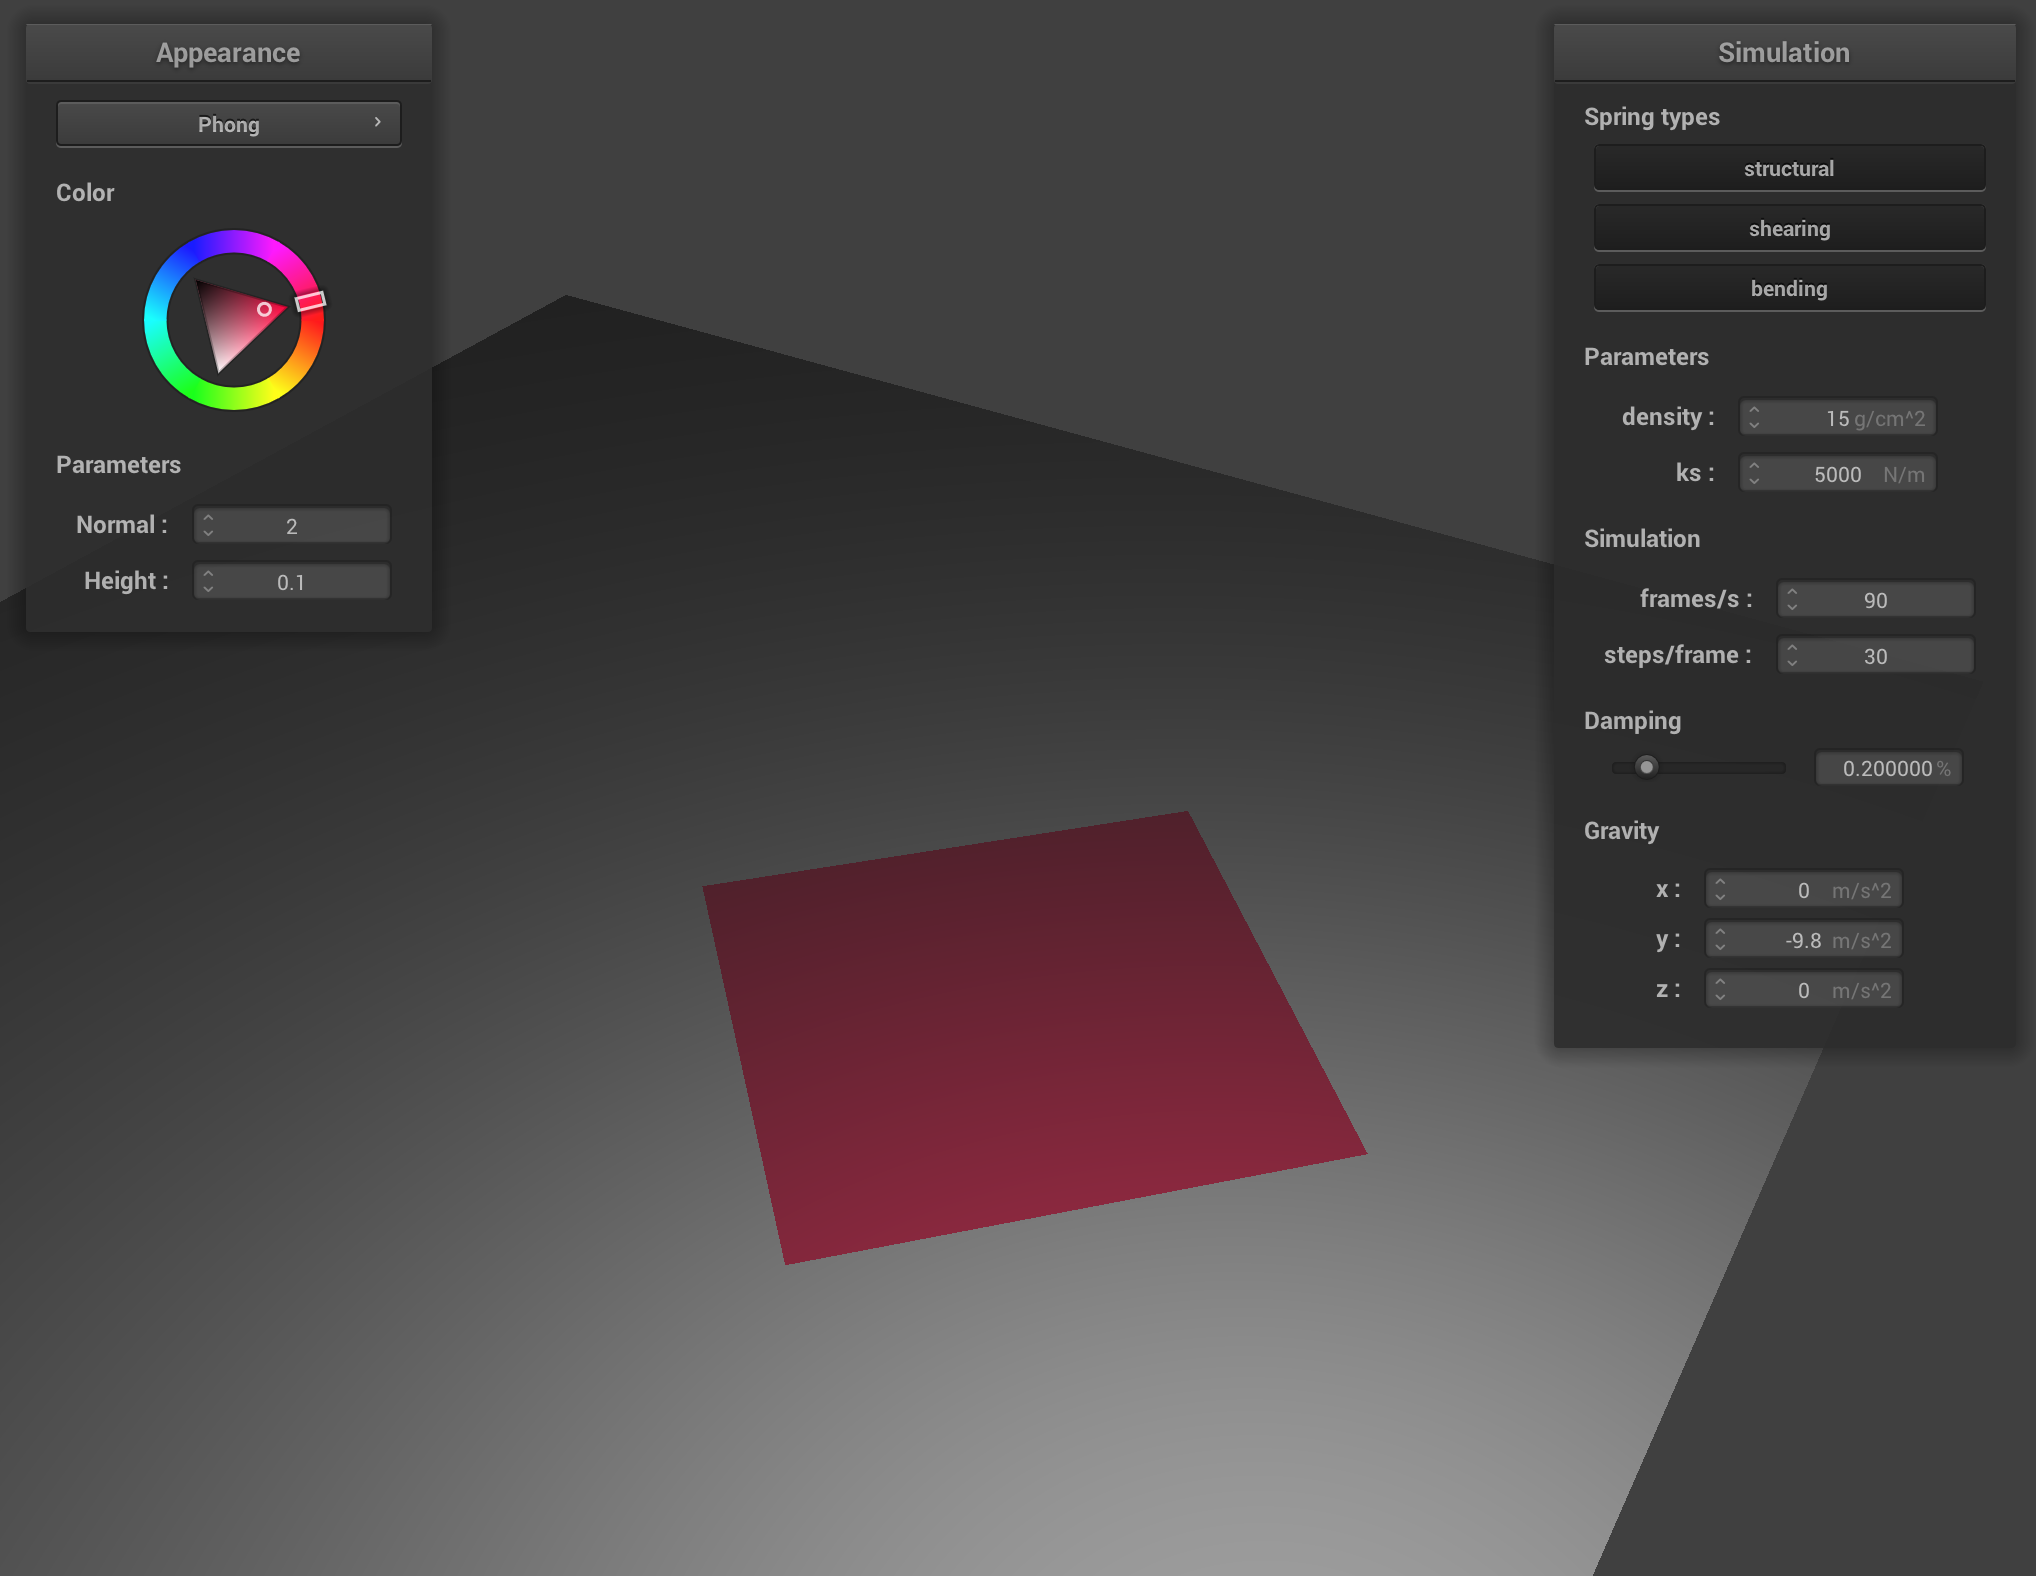 Appearance
Phong
Color
Parameters
Normal : 2
Height : 0.1
Simulation
Spring types
structural
shearing
bending
Parameters
density : 15 g/cm^2
ks : 5000 N/m
Simulation
frames/s : 90
steps/frame : 30
Damping
0.200000 %
Gravity
x : 0 m/s^2
y : -9.8 m/s^2
z : 0 m/s^2